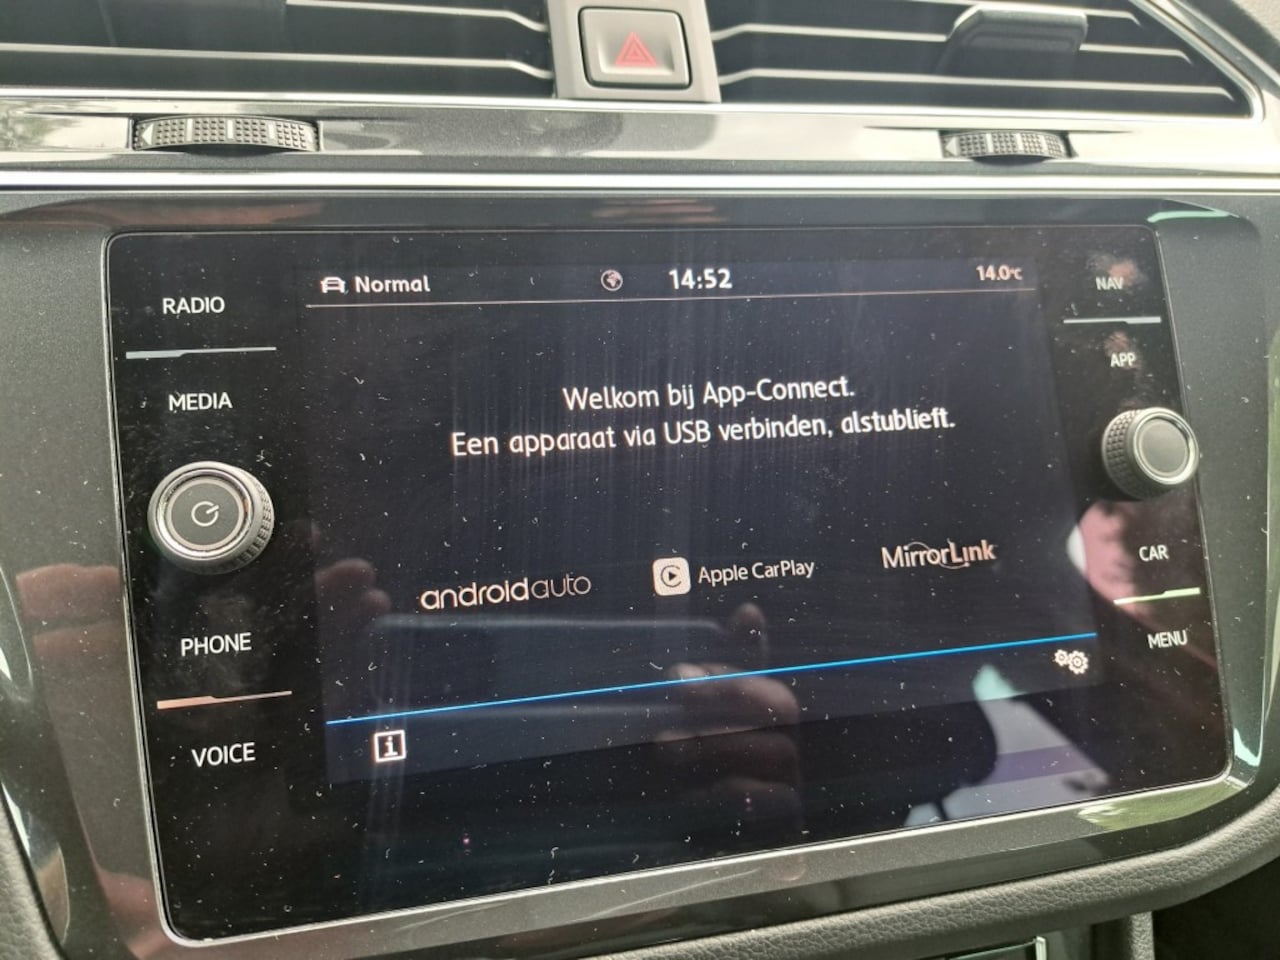 Normal 14:52 14.0°C
RADIO
MEDIA
PHONE
VOICE
Welkom bij App-Connect.
Een apparaat via USB verbinden, alstublieft.
androidauto
Apple CarPlay
MirrorLink
i
NAV
APP
CAR
MENU